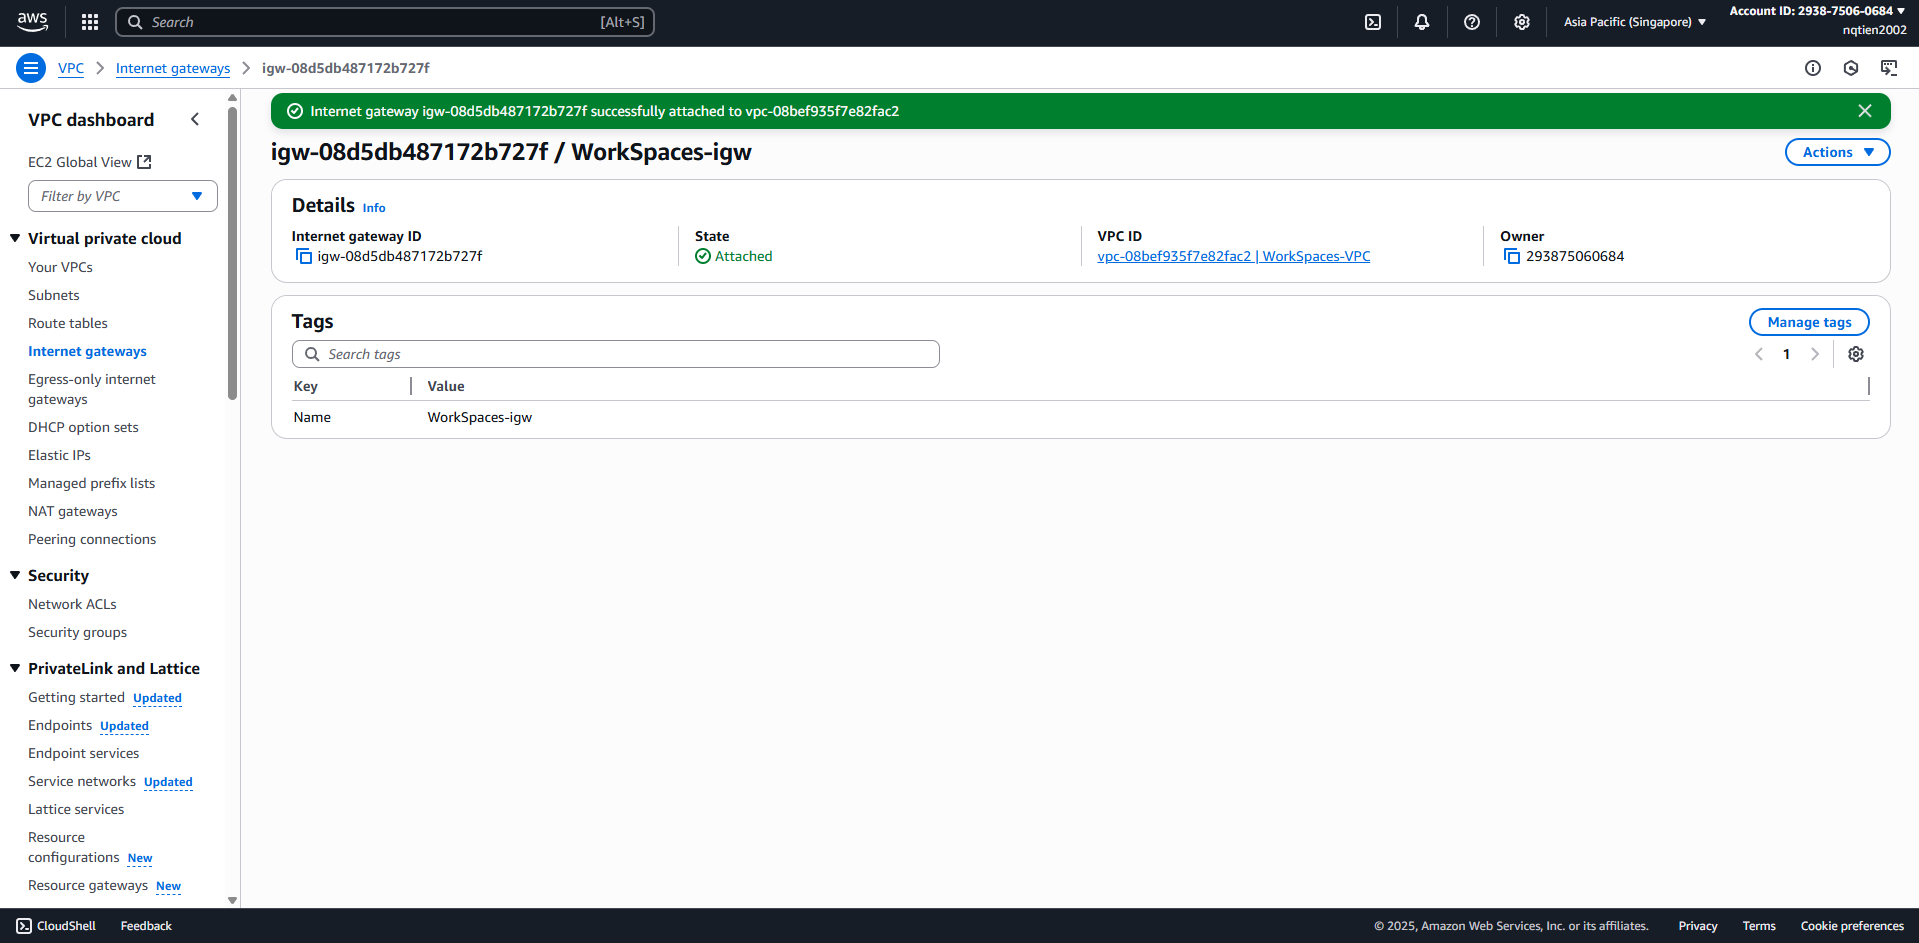 aws
Search [Alt+S]
Asia Pacific (Singapore)
Account ID: 2938-7506-0684
nqtien2002
VPC
Internet gateways
igw-08d5db487172b727f
VPC dashboard
EC2 Global View
Filter by VPC
Virtual private cloud
Your VPCs
Subnets
Route tables
Internet gateways
Egress-only internet
gateways
DHCP option sets
Elastic IPs
Managed prefix lists
NAT gateways
Peering connections
Security
Network ACLs
Security groups
PrivateLink and Lattice
Getting started Updated
Endpoints Updated
Endpoint services
Service networks Updated
Lattice services
Resource
configurations New
Resource gateways New
Internet gateway igw-08d5db487172b727f successfully attached to vpc-08bef935f7e82fac2
igw-08d5db487172b727f / WorkSpaces-igw
Actions
Details Info
Internet gateway ID
igw-08d5db487172b727f
State
Attached
VPC ID
vpc-08bef935f7e82fac2 | WorkSpaces-VPC
Owner
293875060684
Tags
Manage tags
Search tags
1
Key Value
Name WorkSpaces-igw
CloudShell Feedback
© 2025, Amazon Web Services, Inc. or its affiliates. Privacy Terms Cookie preferences